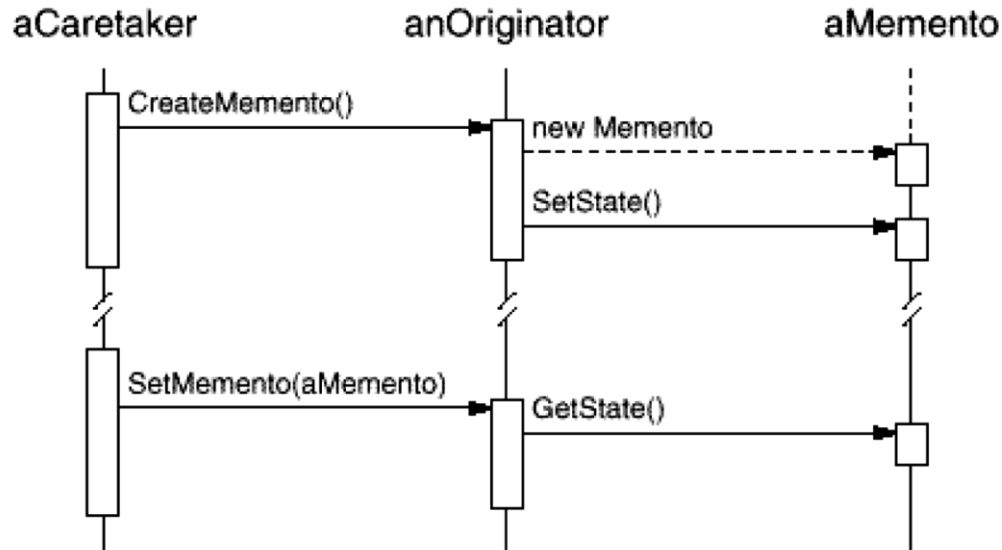 aCaretaker
anOriginator
aMemento
CreateMemento()
new Memento
SetState()
SetMemento(aMemento)
GetState()